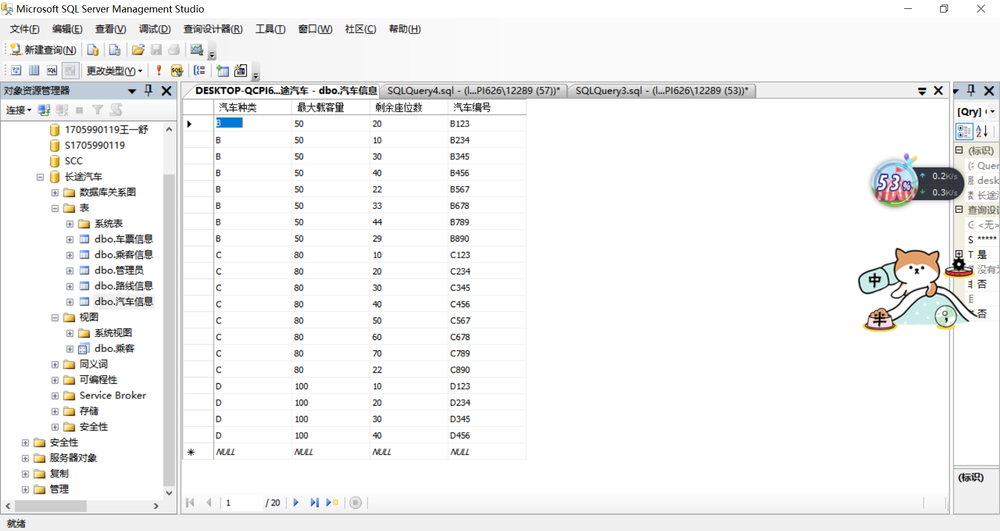 Microsoft SQL Server Management Studio
文件(F) 编辑(E) 查看(V) 调试(D) 查询设计器(R) 工具(T) 窗口(W) 社区(C) 帮助(H)
新建查询(N)
SQL 更改类型(Y) SQL
对象资源管理器
连接
1705990119王一舒
S1705990119
SCC
长途汽车
数据库关系图
表
系统表
dbo.车票信息
dbo.乘客信息
dbo.管理员
dbo.路线信息
dbo.汽车信息
视图
系统视图
dbo.乘客
同义词
可编程性
Service Broker
存储
安全性
安全性
服务器对象
复制
管理
DESKTOP-QCPI6...途汽车 - dbo.汽车信息 SQLQuery4.sql - (l...PI626\12289 (57))* SQLQuery3.sql - (l...PI626\12289 (53))*
汽车种类 最大载客量 剩余座位数 汽车编号
B 50 20 B123
B 50 10 B234
B 50 30 B345
B 50 40 B456
B 50 22 B567
B 50 33 B678
B 50 44 B789
B 50 29 B890
C 80 10 C123
C 80 20 C234
C 80 30 C345
C 80 40 C456
C 80 50 C567
C 80 60 C678
C 80 70 C789
C 80 22 C890
D 100 10 D123
D 100 20 D234
D 100 30 D345
D 100 40 D456
NULL NULL NULL NULL
1 / 20
[Qry]
(标识)
Quer
desk
长途
查询设
<无>
S *****
T 是
没有
否
否
(标识)
53%
0.2K/s
0.3K/s
中
半
就绪